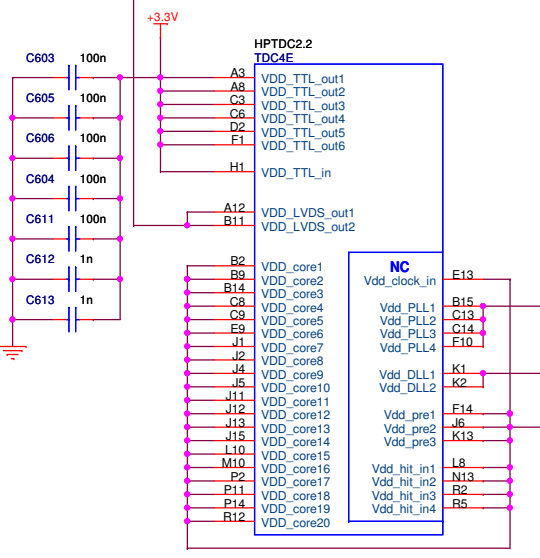 +3.3V
HPTDC2.2
TDC4E
C603 100n
C605 100n
C606 100n
C604 100n
C611 100n
C612 1n
C613 1n
A3 VDD_TTL_out1
A8 VDD_TTL_out2
C3 VDD_TTL_out3
C6 VDD_TTL_out4
D2 VDD_TTL_out5
F1 VDD_TTL_out6
H1 VDD_TTL_in
A12 VDD_LVDS_out1
B11 VDD_LVDS_out2
B2 VDD_core1
B9 VDD_core2
B14 VDD_core3
C8 VDD_core4
C9 VDD_core5
E9 VDD_core6
J1 VDD_core7
J2 VDD_core8
J4 VDD_core9
J5 VDD_core10
J11 VDD_core11
J12 VDD_core12
J13 VDD_core13
J15 VDD_core14
L10 VDD_core15
M10 VDD_core16
P2 VDD_core17
P11 VDD_core18
P14 VDD_core19
R12 VDD_core20
NC
Vdd_clock_in E13
Vdd_PLL1 B15
Vdd_PLL2 C13
Vdd_PLL3 C14
Vdd_PLL4 F10
Vdd_DLL1 K1
Vdd_DLL2 K2
Vdd_pre1 F14
Vdd_pre2 J6
Vdd_pre3 K13
Vdd_hit_in1 L8
Vdd_hit_in2 N13
Vdd_hit_in3 R2
Vdd_hit_in4 R5